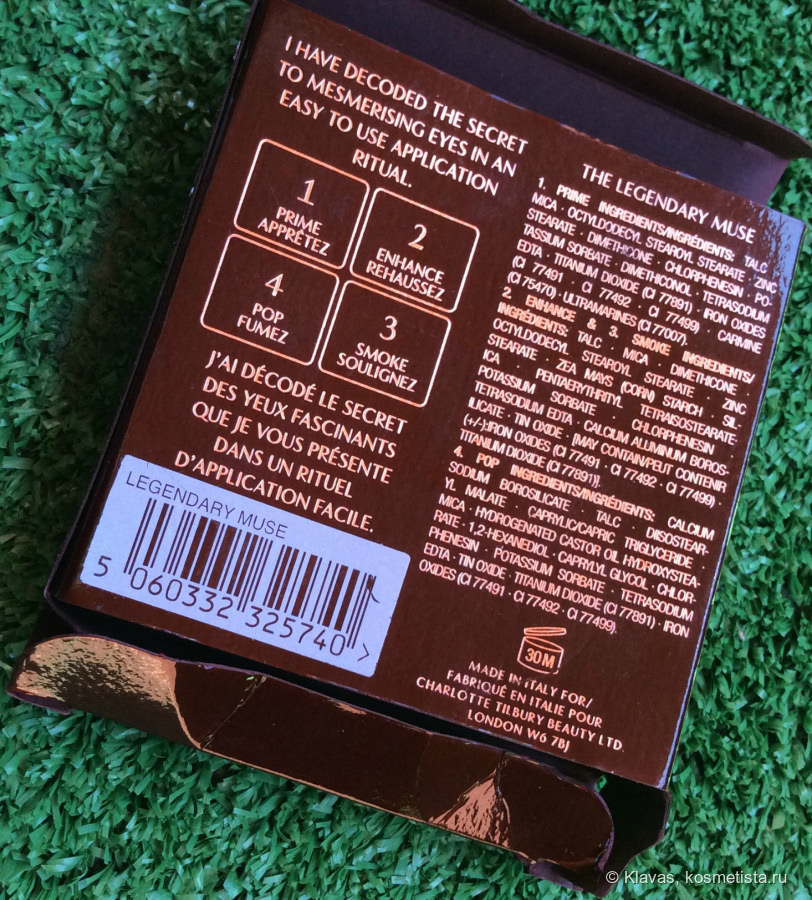 I HAVE DECODED THE SECRET
TO MESMERISING EYES IN AN
EASY TO USE APPLICATION
RITUAL.
1
PRIME
APPRÊTEZ
2
ENHANCE
REHAUSSEZ
4
POP
FUMEZ
3
SMOKE
SOULIGNEZ
J'AI DÉCODÉ LE SECRET
DES YEUX FASCINANTS
QUE JE VOUS PRÉSENTE
DANS UN RITUEL
D'APPLICATION FACILE.
LEGENDARY MUSE
5 060332 325740 >
THE LEGENDARY MUSE
1. PRIME INGREDIENTS/INGRÉDIENTS: TALC ·
MICA · OCTYLDODECYL STEAROYL STEARATE · ZINC
STEARATE · DIMETHICONE · CHLORPHENESIN · PO-
TASSIUM SORBATE · DIMETHICONOL · TETRASODIUM
EDTA · TITANIUM DIOXIDE (CI 77891) · IRON OXIDES
(CI 77491 · CI 77492 · CI 77499) · CARMINE
(CI 75470) · ULTRAMARINES (CI 77007).
2. ENHANCE & 3. SMOKE INGREDIENTS/
INGRÉDIENTS: TALC · MICA · DIMETHICONE ·
OCTYLDODECYL STEAROYL STEARATE · ZINC
STEARATE · ZEA MAYS (CORN) STARCH · SIL-
ICA · PENTAERYTHRITYL TETRAISOSTEARATE·
POTASSIUM SORBATE · CHLORPHENESIN ·
TETRASODIUM EDTA · CALCIUM ALUMINUM BOROS-
ILICATE · TIN OXIDE · [MAY CONTAIN/PEUT CONTENIR
(+/-):IRON OXIDES (CI 77491 · CI 77492 · CI 77499) ·
TITANIUM DIOXIDE (CI 77891)].
4. POP INGREDIENTS/INGRÉDIENTS: CALCIUM
SODIUM BOROSILICATE · TALC · DIISOSTEAR-
YL MALATE · CAPRYLIC/CAPRIC TRIGLYCERIDE ·
MICA · HYDROGENATED CASTOR OIL HYDROXYSTEA-
RATE · 1,2-HEXANEDIOL · CAPRYLYL GLYCOL · CHLOR-
PHENESIN · POTASSIUM SORBATE · TETRASODIUM
EDTA · TIN OXIDE · TITANIUM DIOXIDE (CI 77891) · IRON
OXIDES (CI 77491 · CI 77492 · CI 77499).
30M
MADE IN ITALY FOR/
FABRIQUÉ EN ITALIE POUR
CHARLOTTE TILBURY BEAUTY LTD.
LONDON W6 7BJ
© Klavas, kosmetista.ru